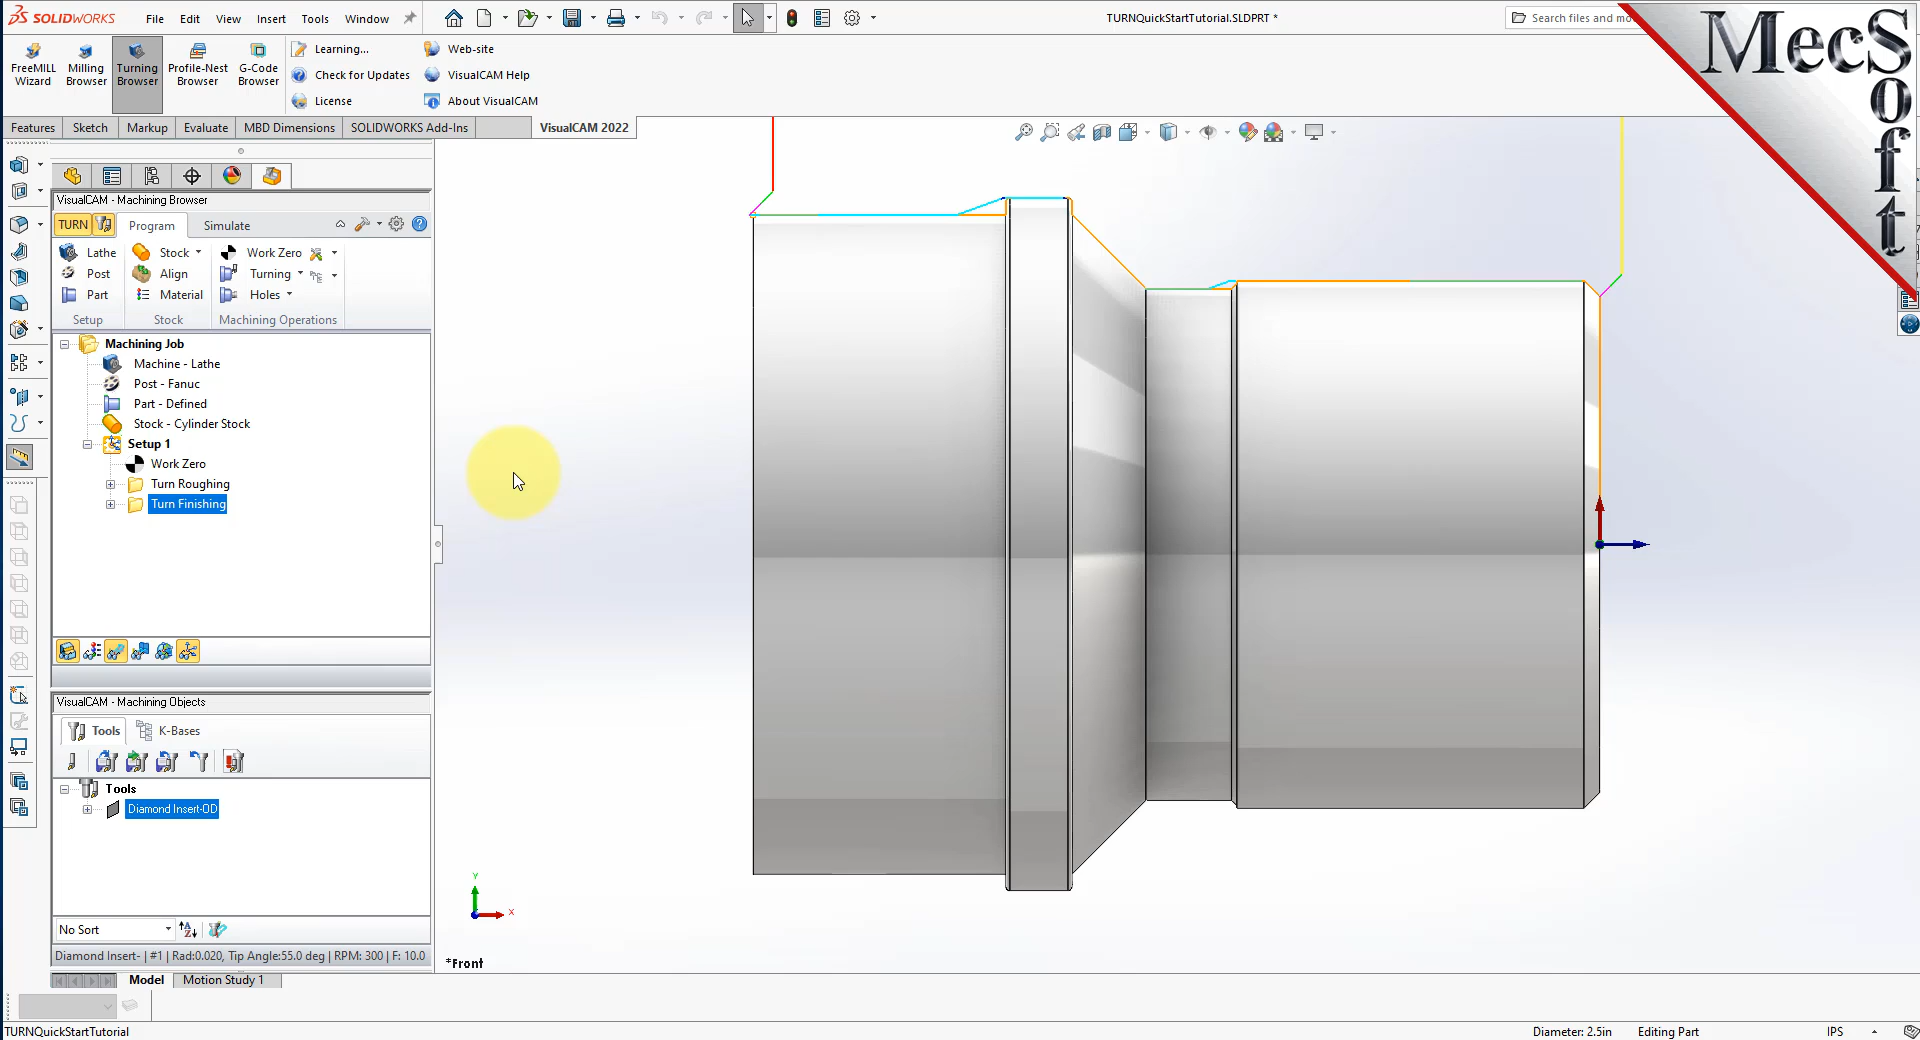 SOLIDWORKS File Edit View Insert Tools Window TURNQuickStartTutorial.SLDPRT * Search files and mo
MecSoft
FreeMILL Wizard Milling Browser Turning Browser Profile-Nest Browser G-Code Browser
Learning... Web-site
Check for Updates VisualCAM Help
License About VisualCAM
Features Sketch Markup Evaluate MBD Dimensions SOLIDWORKS Add-Ins VisualCAM 2022
VisualCAM - Machining Browser
TURN Program Simulate
Lathe Stock Work Zero
Post Align Turning
Part Material Holes
Setup Stock Machining Operations
Machining Job
Machine - Lathe
Post - Fanuc
Part - Defined
Stock - Cylinder Stock
Setup 1
Work Zero
Turn Roughing
Turn Finishing
VisualCAM - Machining Objects
Tools K-Bases
Tools
Diamond Insert-OD
No Sort
Diamond Insert- | #1 | Rad:0.020, Tip Angle:55.0 deg | RPM: 300 | F: 10.0
Y
X
*Front
Model Motion Study 1
TURNQuickStartTutorial Diameter: 2.5in Editing Part IPS